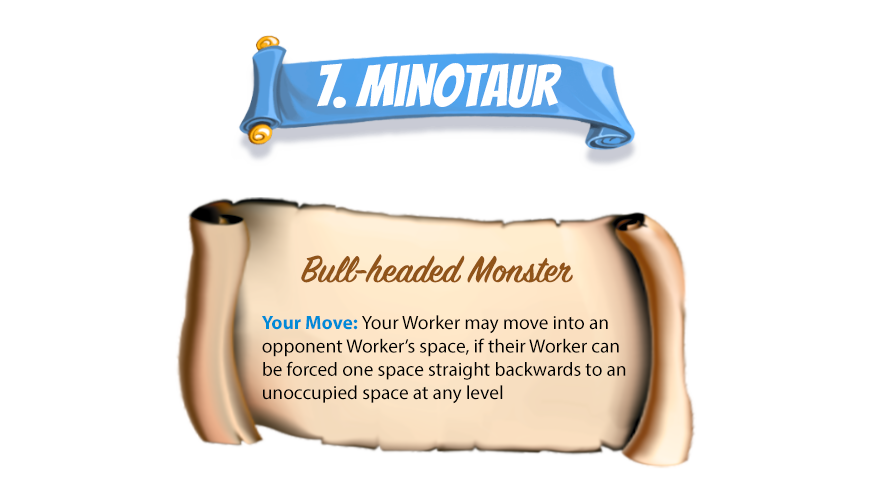 7. MINOTAUR
Bull-headed Monster
Your Move: Your Worker may move into an
opponent Worker's space, if their Worker can
be forced one space straight backwards to an
unoccupied space at any level